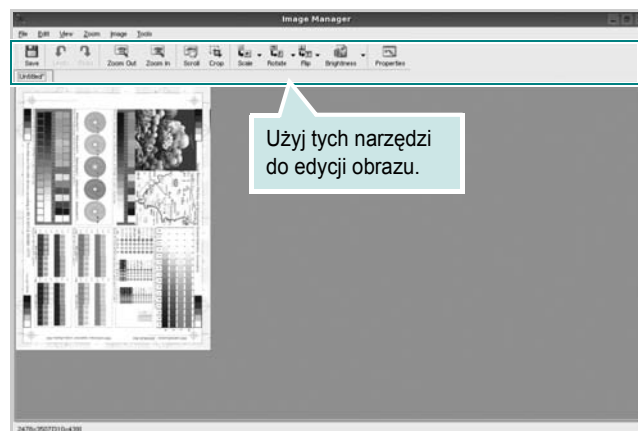 Image Manager
File Edit View Zoom Image Tools
Save Undo Redo Zoom Out Zoom In Scroll Crop Scale Rotate Flip Brightness Properties
Untitled*
Użyj tych narzędzi
do edycji obrazu.